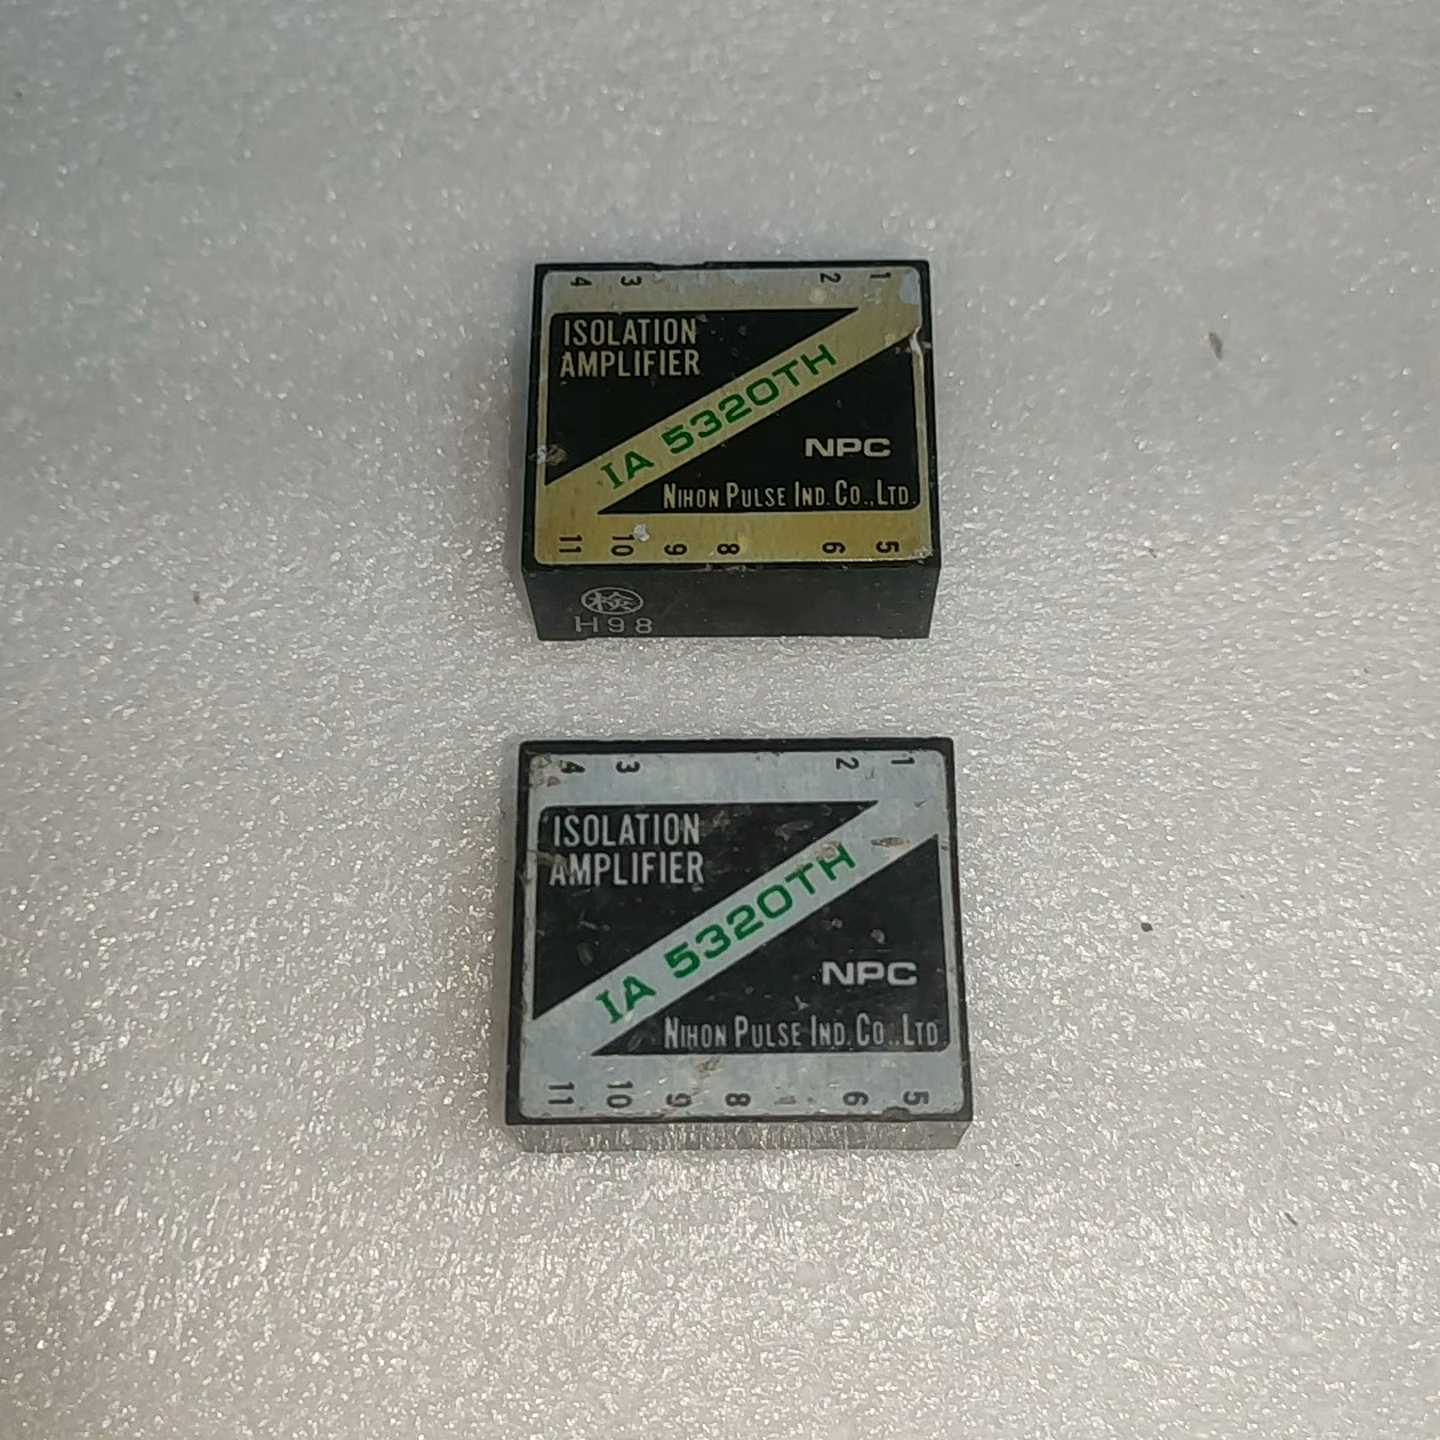 4 3 2 1
ISOLATION
AMPLIFIER
IA 5320TH
NPC
NIHON PULSE IND. CO.,LTD.
11 10 9 8 6 5
検
H98
4 3 2 1
ISOLATION
AMPLIFIER
IA 5320TH
NPC
NIHON PULSE IND. CO.,LTD
11 10 9 8 6 5